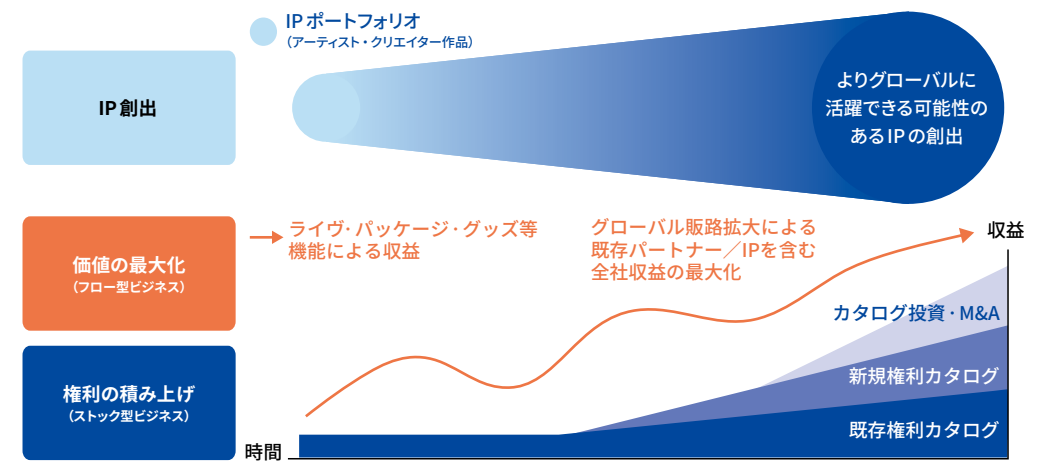 IPポートフォリオ
（アーティスト・クリエイター作品）
IP創出
よりグローバルに
活躍できる可能性の
あるIPの創出
価値の最大化
（フロー型ビジネス）
ライヴ・パッケージ・グッズ等
機能による収益
グローバル販路拡大による
既存パートナー／IPを含む
全社収益の最大化
収益
カタログ投資・M&A
新規権利カタログ
既存権利カタログ
権利の積み上げ
（ストック型ビジネス）
時間